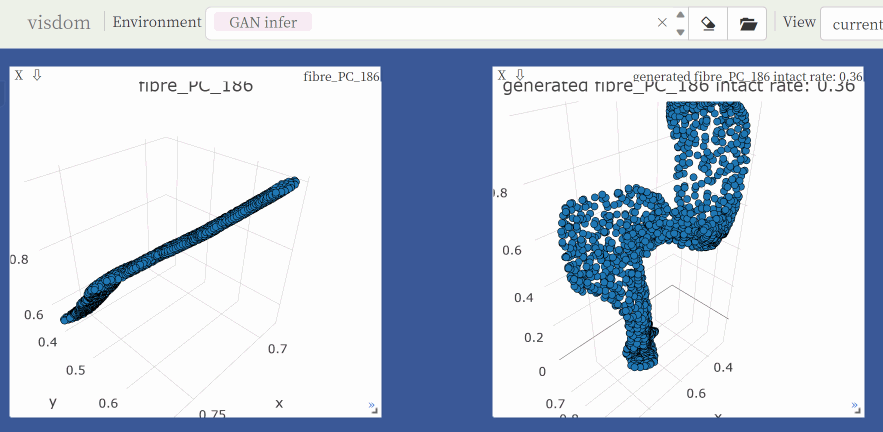 visdom
Environment
GAN infer
View
current
X
fibre_PC_186
fibre_PC_186
0.8
0.6
0.4
0.5
0.6
0.7
0.75
y
x
X
generated fibre_PC_186 intact rate: 0.36
generated fibre_PC_186 intact rate: 0.36
0.8
0.6
0.4
0.2
0
0.7
0.8
0.4
0.6
x